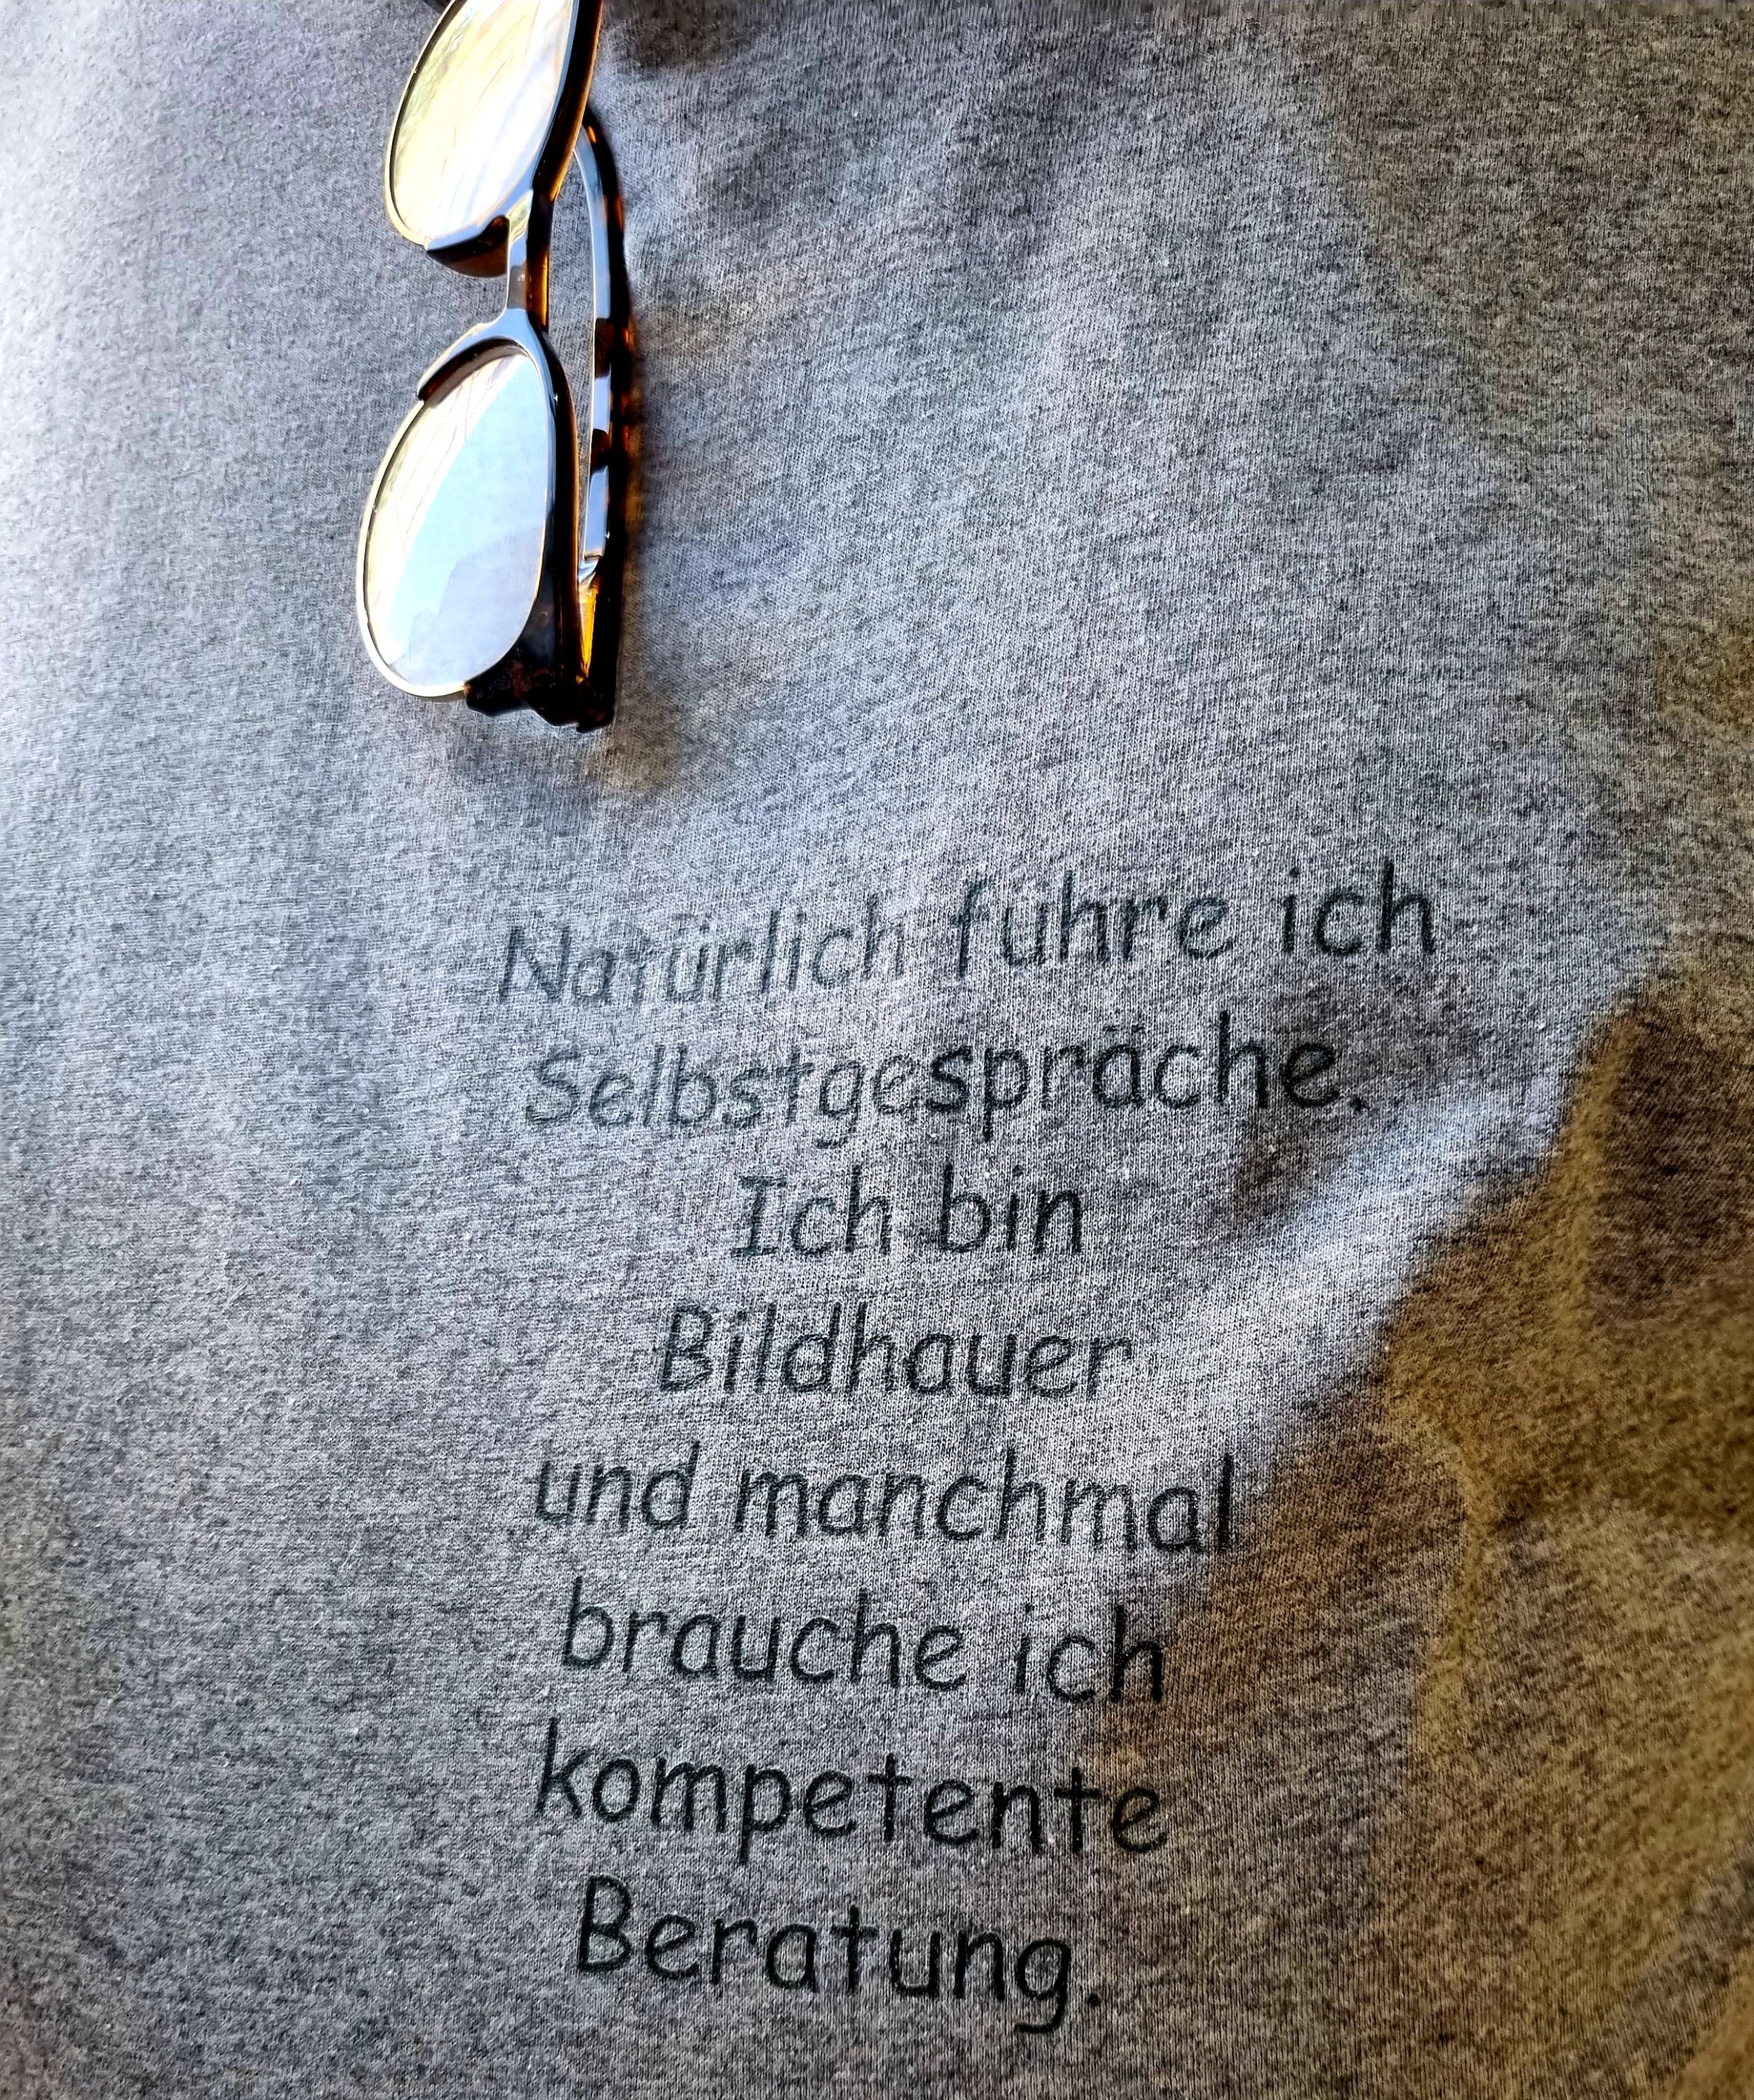 Natürlich führe ich
Selbstgespräche.
Ich bin
Bildhauer
und manchmal
brauche ich
kompetente
Beratung.